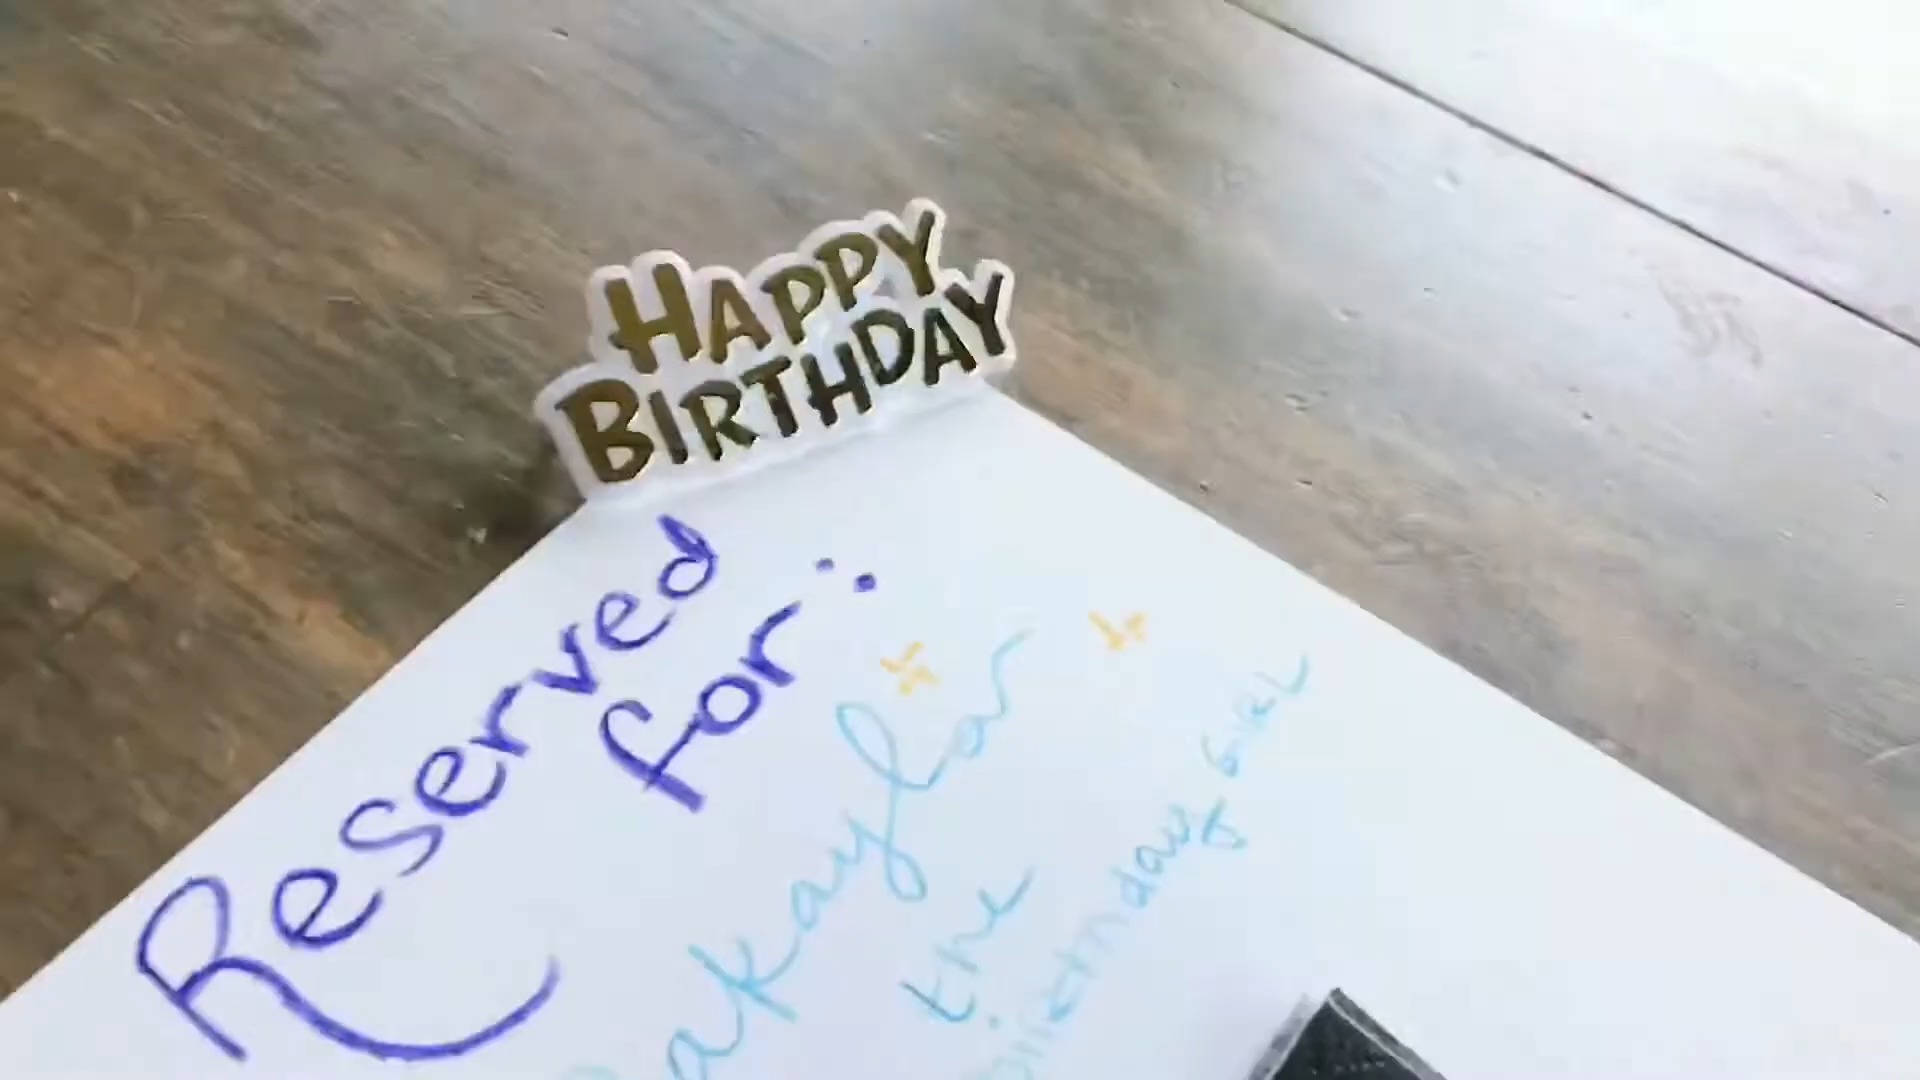 HAPPY
BIRTHDAY
Reserved
for:
the
birthday GIRL